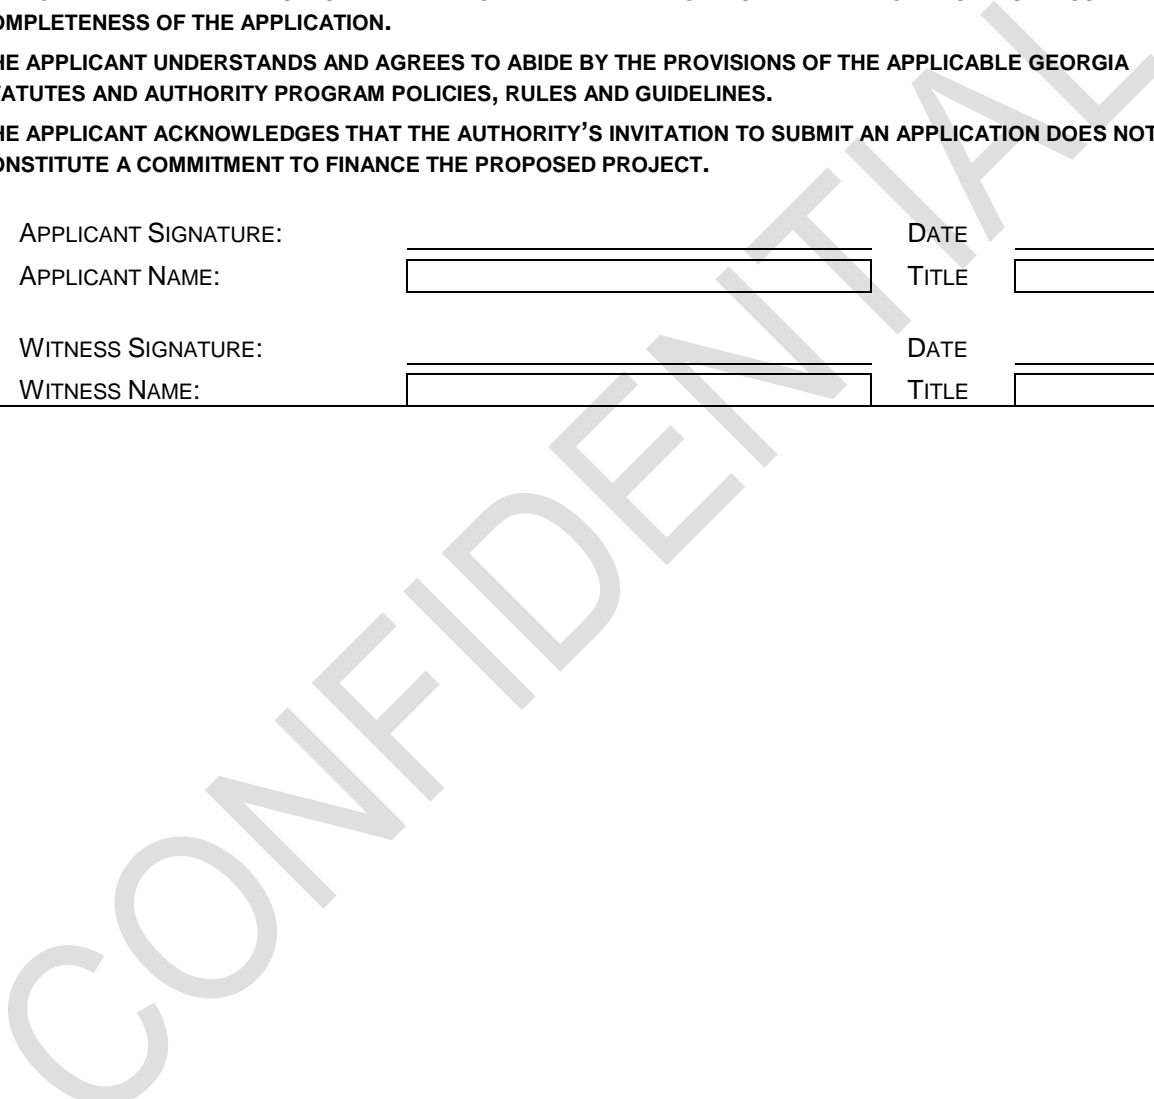 OMPLETENESS OF THE APPLICATION.
HE APPLICANT UNDERSTANDS AND AGREES TO ABIDE BY THE PROVISIONS OF THE APPLICABLE GEORGIA
TATUTES AND AUTHORITY PROGRAM POLICIES, RULES AND GUIDELINES.
HE APPLICANT ACKNOWLEDGES THAT THE AUTHORITY’S INVITATION TO SUBMIT AN APPLICATION DOES NOT
ONSTITUTE A COMMITMENT TO FINANCE THE PROPOSED PROJECT.
APPLICANT SIGNATURE: DATE
APPLICANT NAME: TITLE
WITNESS SIGNATURE: DATE
WITNESS NAME: TITLE
CONFIDENTIAL